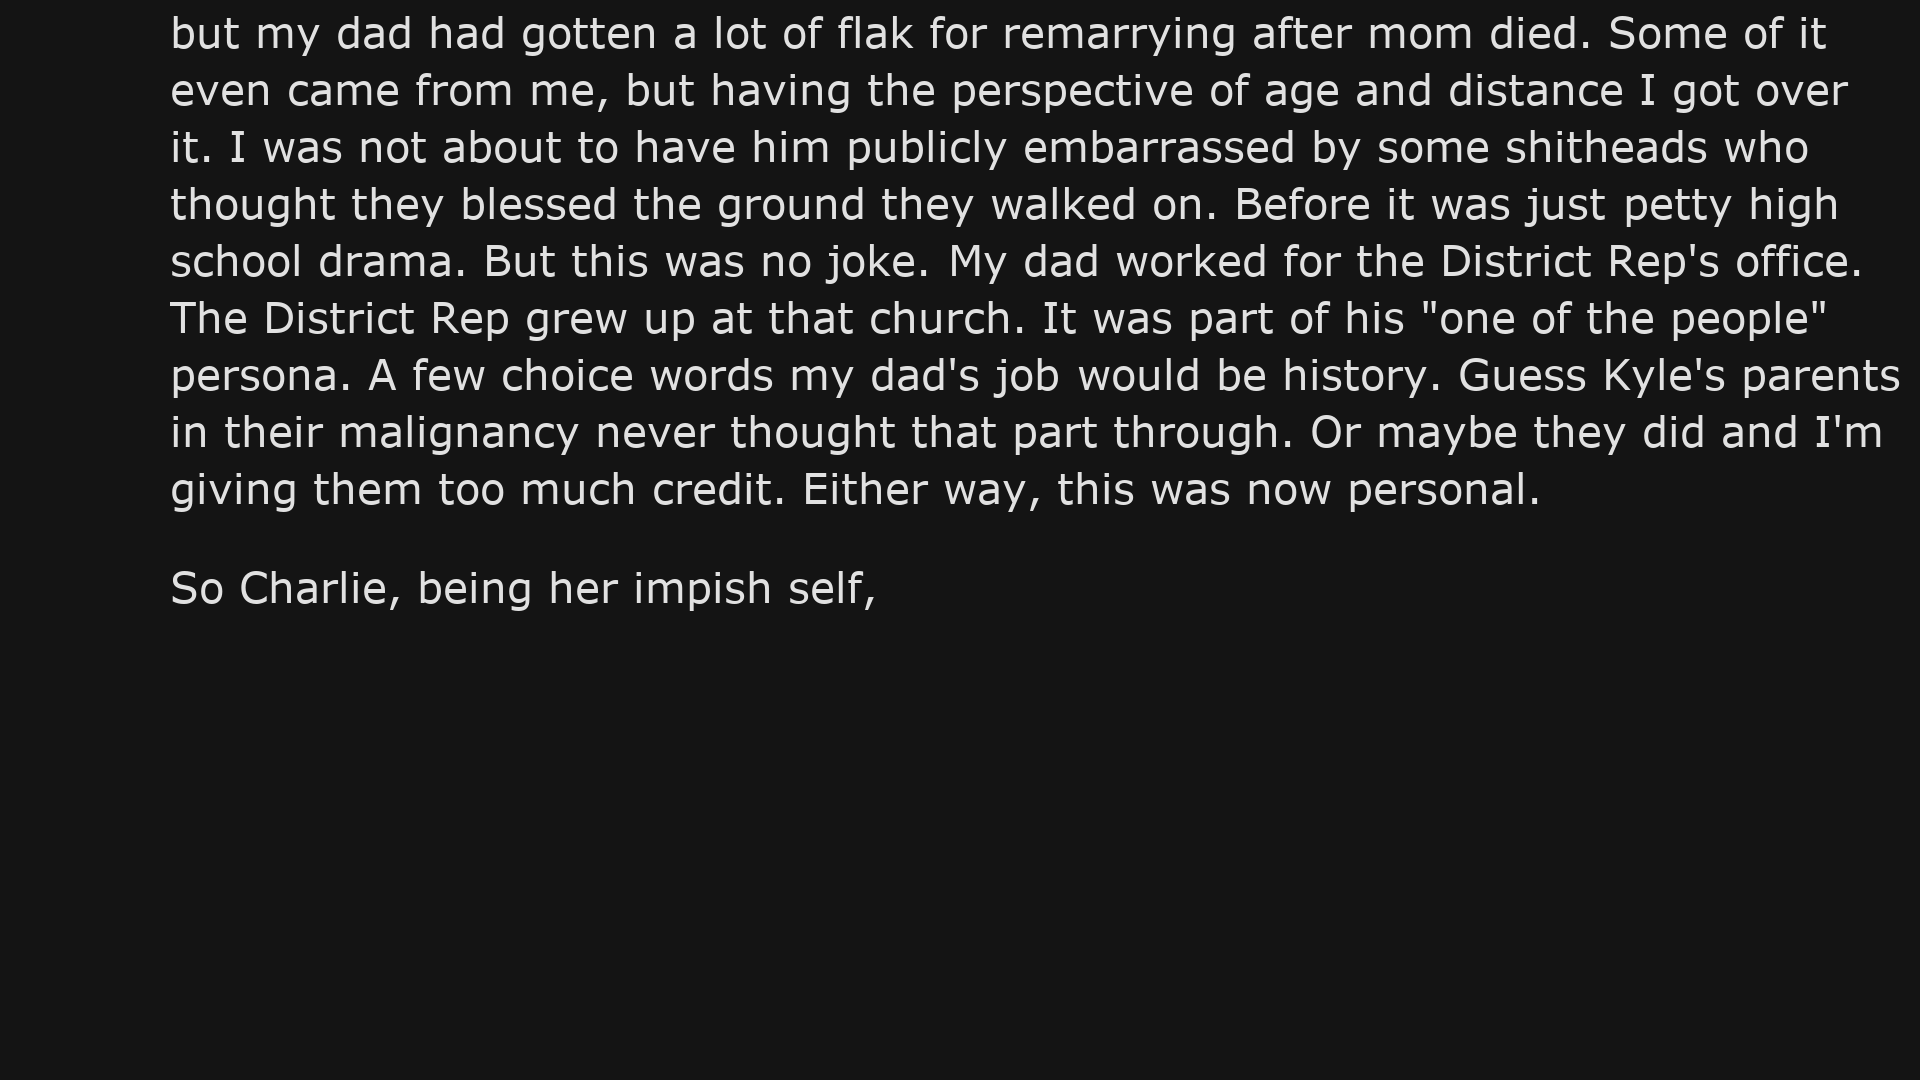 but my dad had gotten a lot of flak for remarrying after mom died. Some of it
even came from me, but having the perspective of age and distance I got over
it. I was not about to have him publicly embarrassed by some shitheads who
thought they blessed the ground they walked on. Before it was just petty high
school drama. But this was no joke. My dad worked for the District Rep's office.
The District Rep grew up at that church. It was part of his "one of the people"
persona. A few choice words my dad's job would be history. Guess Kyle's parents
in their malignancy never thought that part through. Or maybe they did and I'm
giving them too much credit. Either way, this was now personal.
So Charlie, being her impish self,